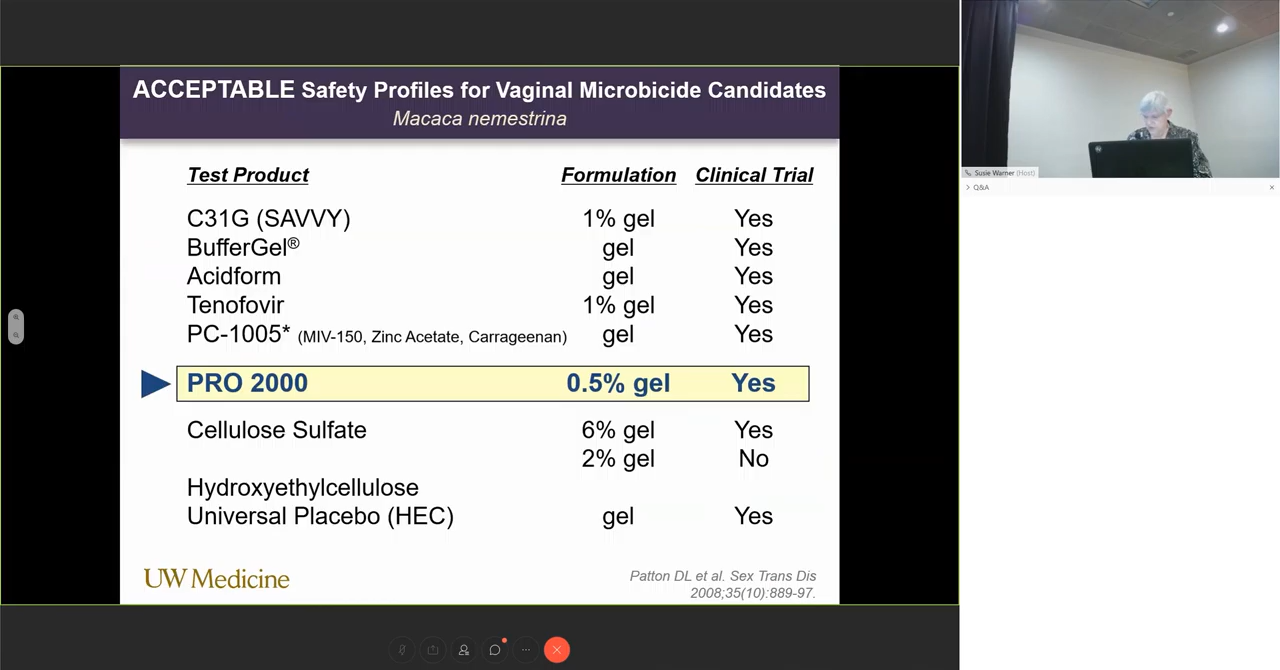 ACCEPTABLE Safety Profiles for Vaginal Microbicide Candidates
Macaca nemestrina
Test Product Formulation Clinical Trial
C31G (SAVVY) 1% gel Yes
BufferGel® gel Yes
Acidform gel Yes
Tenofovir 1% gel Yes
PC-1005* (MIV-150, Zinc Acetate, Carrageenan) gel Yes
PRO 2000 0.5% gel Yes
Cellulose Sulfate 6% gel Yes
2% gel No
Hydroxyethylcellulose
Universal Placebo (HEC) gel Yes
UW Medicine
Patton DL et al. Sex Trans Dis
2008;35(10):889-97.
Susie Warner (Host)
Q&A